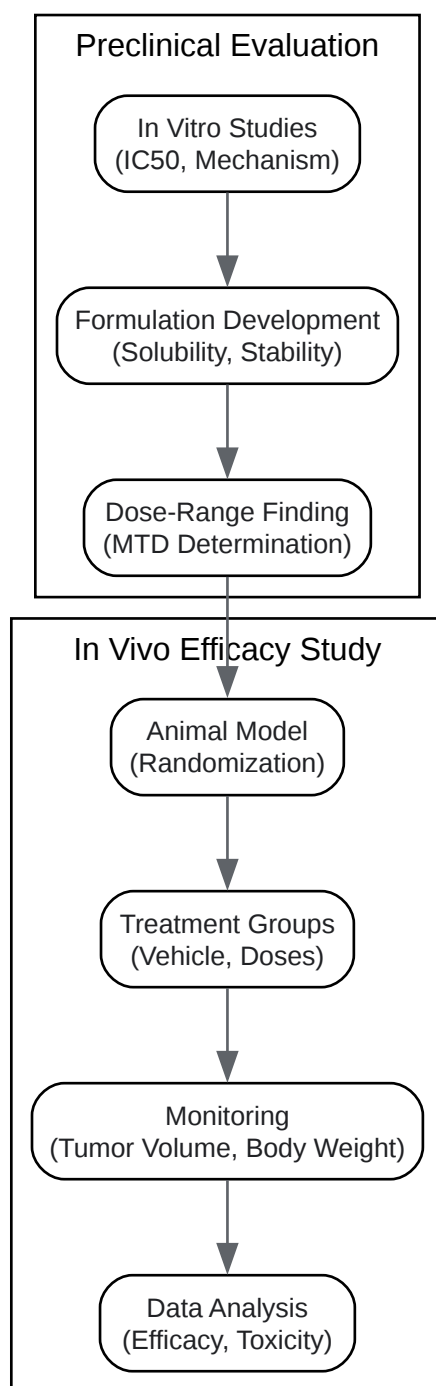 Preclinical Evaluation
In Vitro Studies
(IC50, Mechanism)
Formulation Development
(Solubility, Stability)
Dose-Range Finding
(MTD Determination)
In Vivo Efficacy Study
Animal Model
(Randomization)
Treatment Groups
(Vehicle, Doses)
Monitoring
(Tumor Volume, Body Weight)
Data Analysis
(Efficacy, Toxicity)